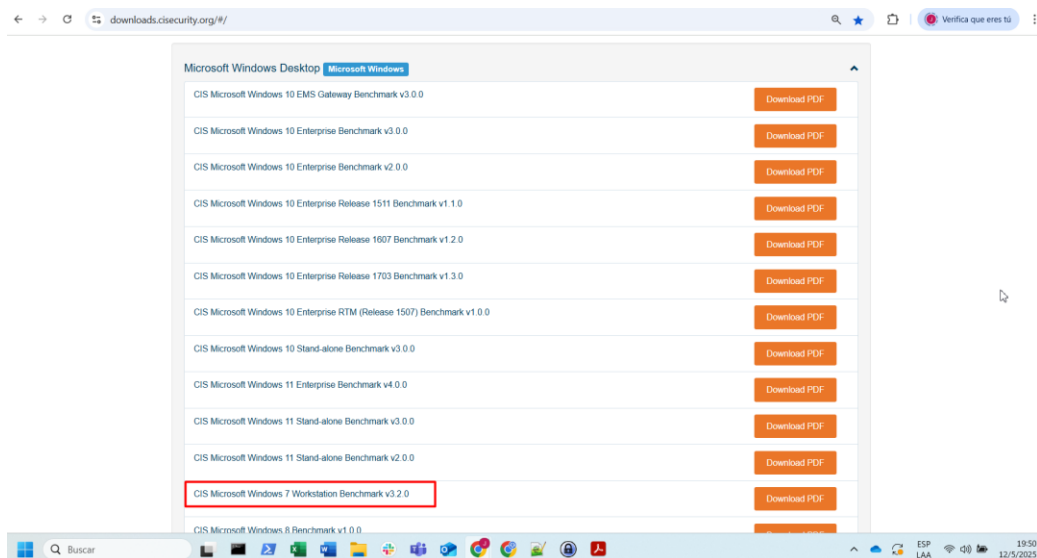 downloads.cisecurity.org/#/
Verifica que eres tú
Microsoft Windows Desktop Microsoft Windows
CIS Microsoft Windows 10 EMS Gateway Benchmark v3.0.0 Download PDF
CIS Microsoft Windows 10 Enterprise Benchmark v3.0.0 Download PDF
CIS Microsoft Windows 10 Enterprise Benchmark v2.0.0 Download PDF
CIS Microsoft Windows 10 Enterprise Release 1511 Benchmark v1.1.0 Download PDF
CIS Microsoft Windows 10 Enterprise Release 1607 Benchmark v1.2.0 Download PDF
CIS Microsoft Windows 10 Enterprise Release 1703 Benchmark v1.3.0 Download PDF
CIS Microsoft Windows 10 Enterprise RTM (Release 1507) Benchmark v1.0.0 Download PDF
CIS Microsoft Windows 10 Stand-alone Benchmark v3.0.0 Download PDF
CIS Microsoft Windows 11 Enterprise Benchmark v4.0.0 Download PDF
CIS Microsoft Windows 11 Stand-alone Benchmark v3.0.0 Download PDF
CIS Microsoft Windows 11 Stand-alone Benchmark v2.0.0 Download PDF
CIS Microsoft Windows 7 Workstation Benchmark v3.2.0 Download PDF
CIS Microsoft Windows 8 Benchmark v1.0.0
Buscar
ESP
LAA
19:50
12/5/2025